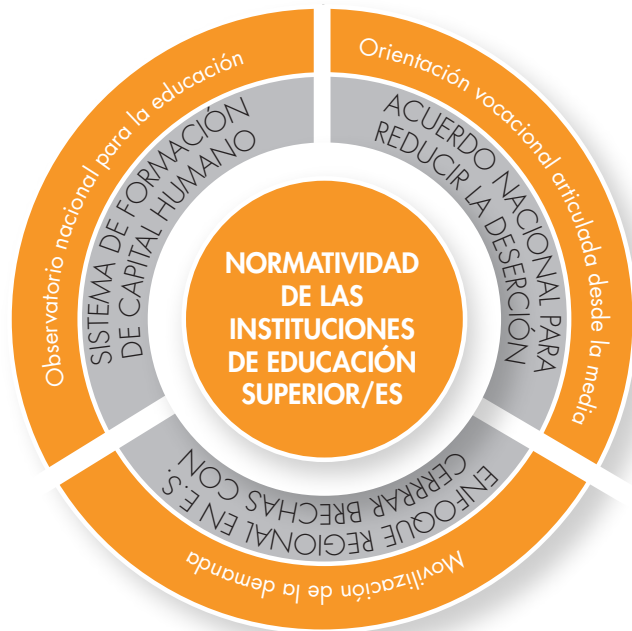 Observatorio nacional para la educación
SISTEMA DE FORMACIÓN
DE CAPITAL HUMANO
Orientación vocacional articulada desde la media
ACUERDO NACIONAL PARA
REDUCIR LA DESERCIÓN
NORMATIVIDAD
DE LAS
INSTITUCIONES
DE EDUCACIÓN
SUPERIOR/ES
Movilización de la demanda
ENFOQUE REGIONAL EN E.S.
CERRRAR BRECHAS CON